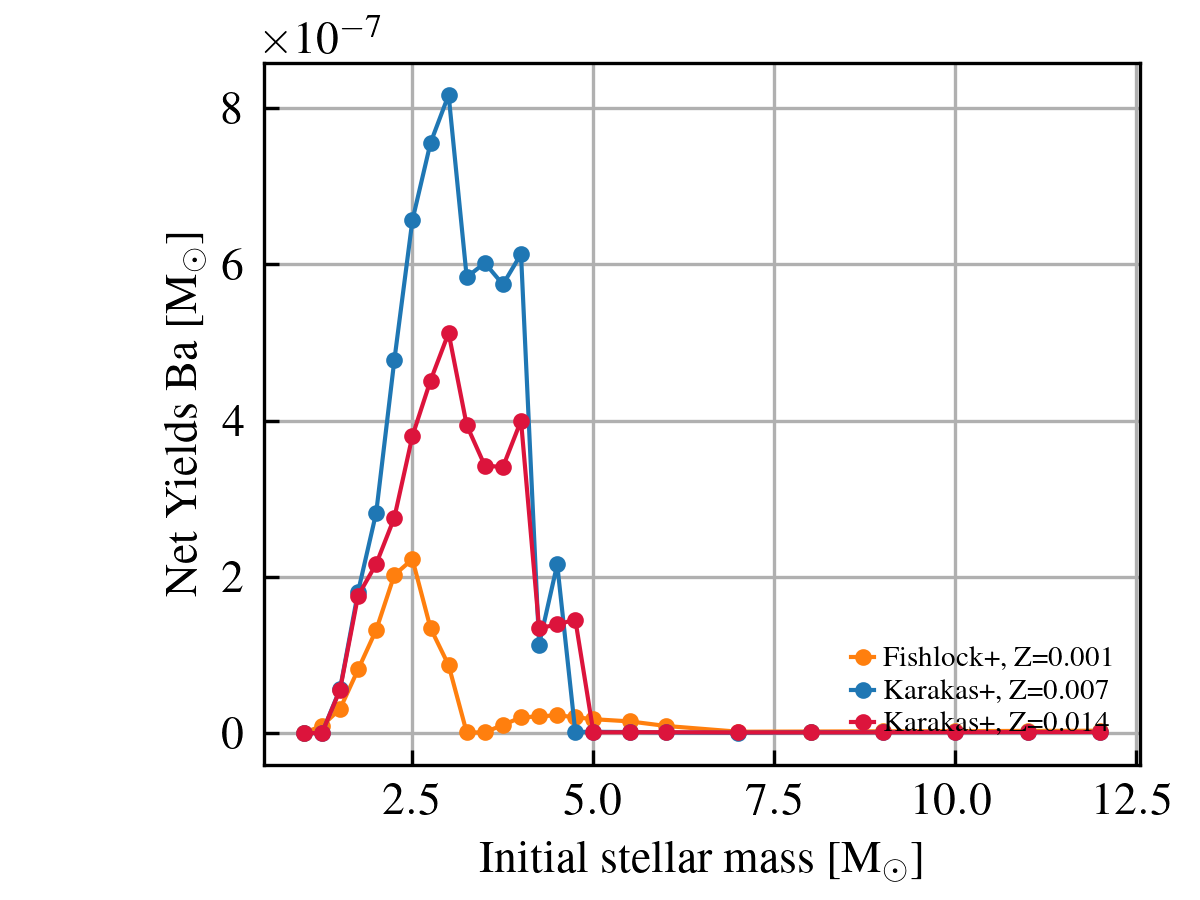 ×10⁻⁷
8
6
4
2
0
Net Yields Ba [M☉]
Fishlock+, Z=0.001
Karakas+, Z=0.007
Karakas+, Z=0.014
2.5 5.0 7.5 10.0 12.5
Initial stellar mass [M☉]